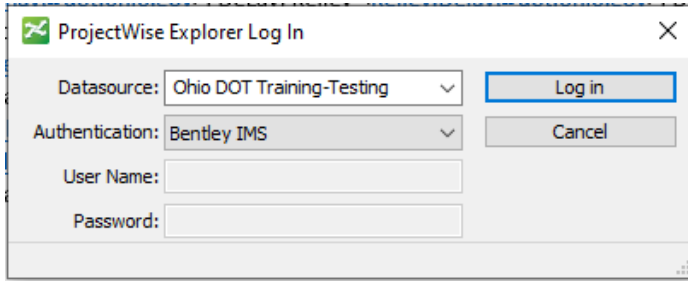 ProjectWise Explorer Log In
Datasource: Ohio DOT Training-Testing Log in
Authentication: Bentley IMS Cancel
User Name:
Password: